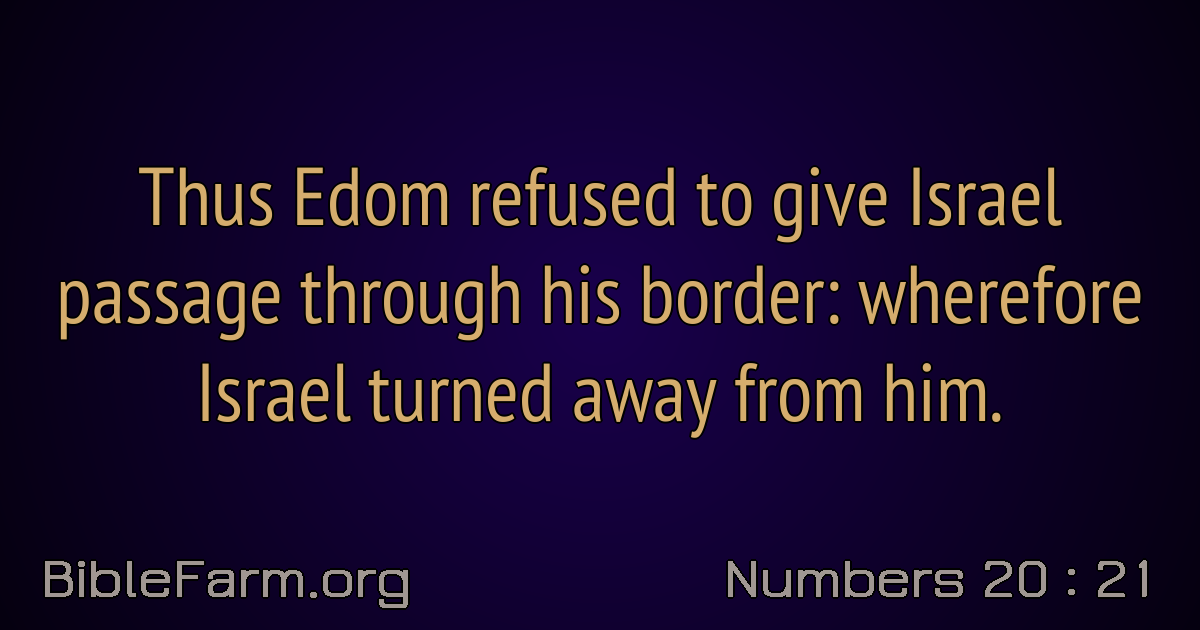 Thus Edom refused to give Israel
passage through his border: wherefore
Israel turned away from him.
BibleFarm.org
Numbers 20 : 21